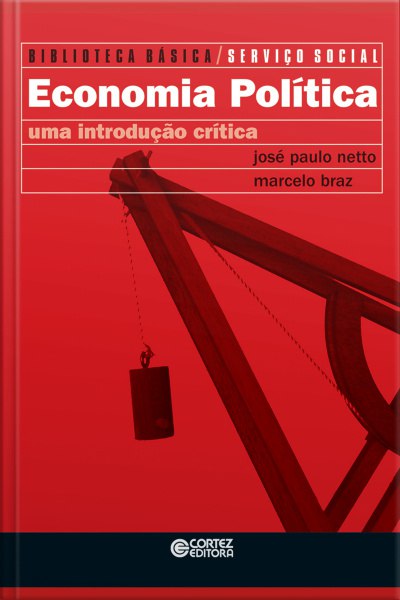 BIBLIOTECA BÁSICA/SERVIÇO SOCIAL
Economia Política
uma introdução crítica
josé paulo netto
marcelo braz
CORTEZ
EDITORA